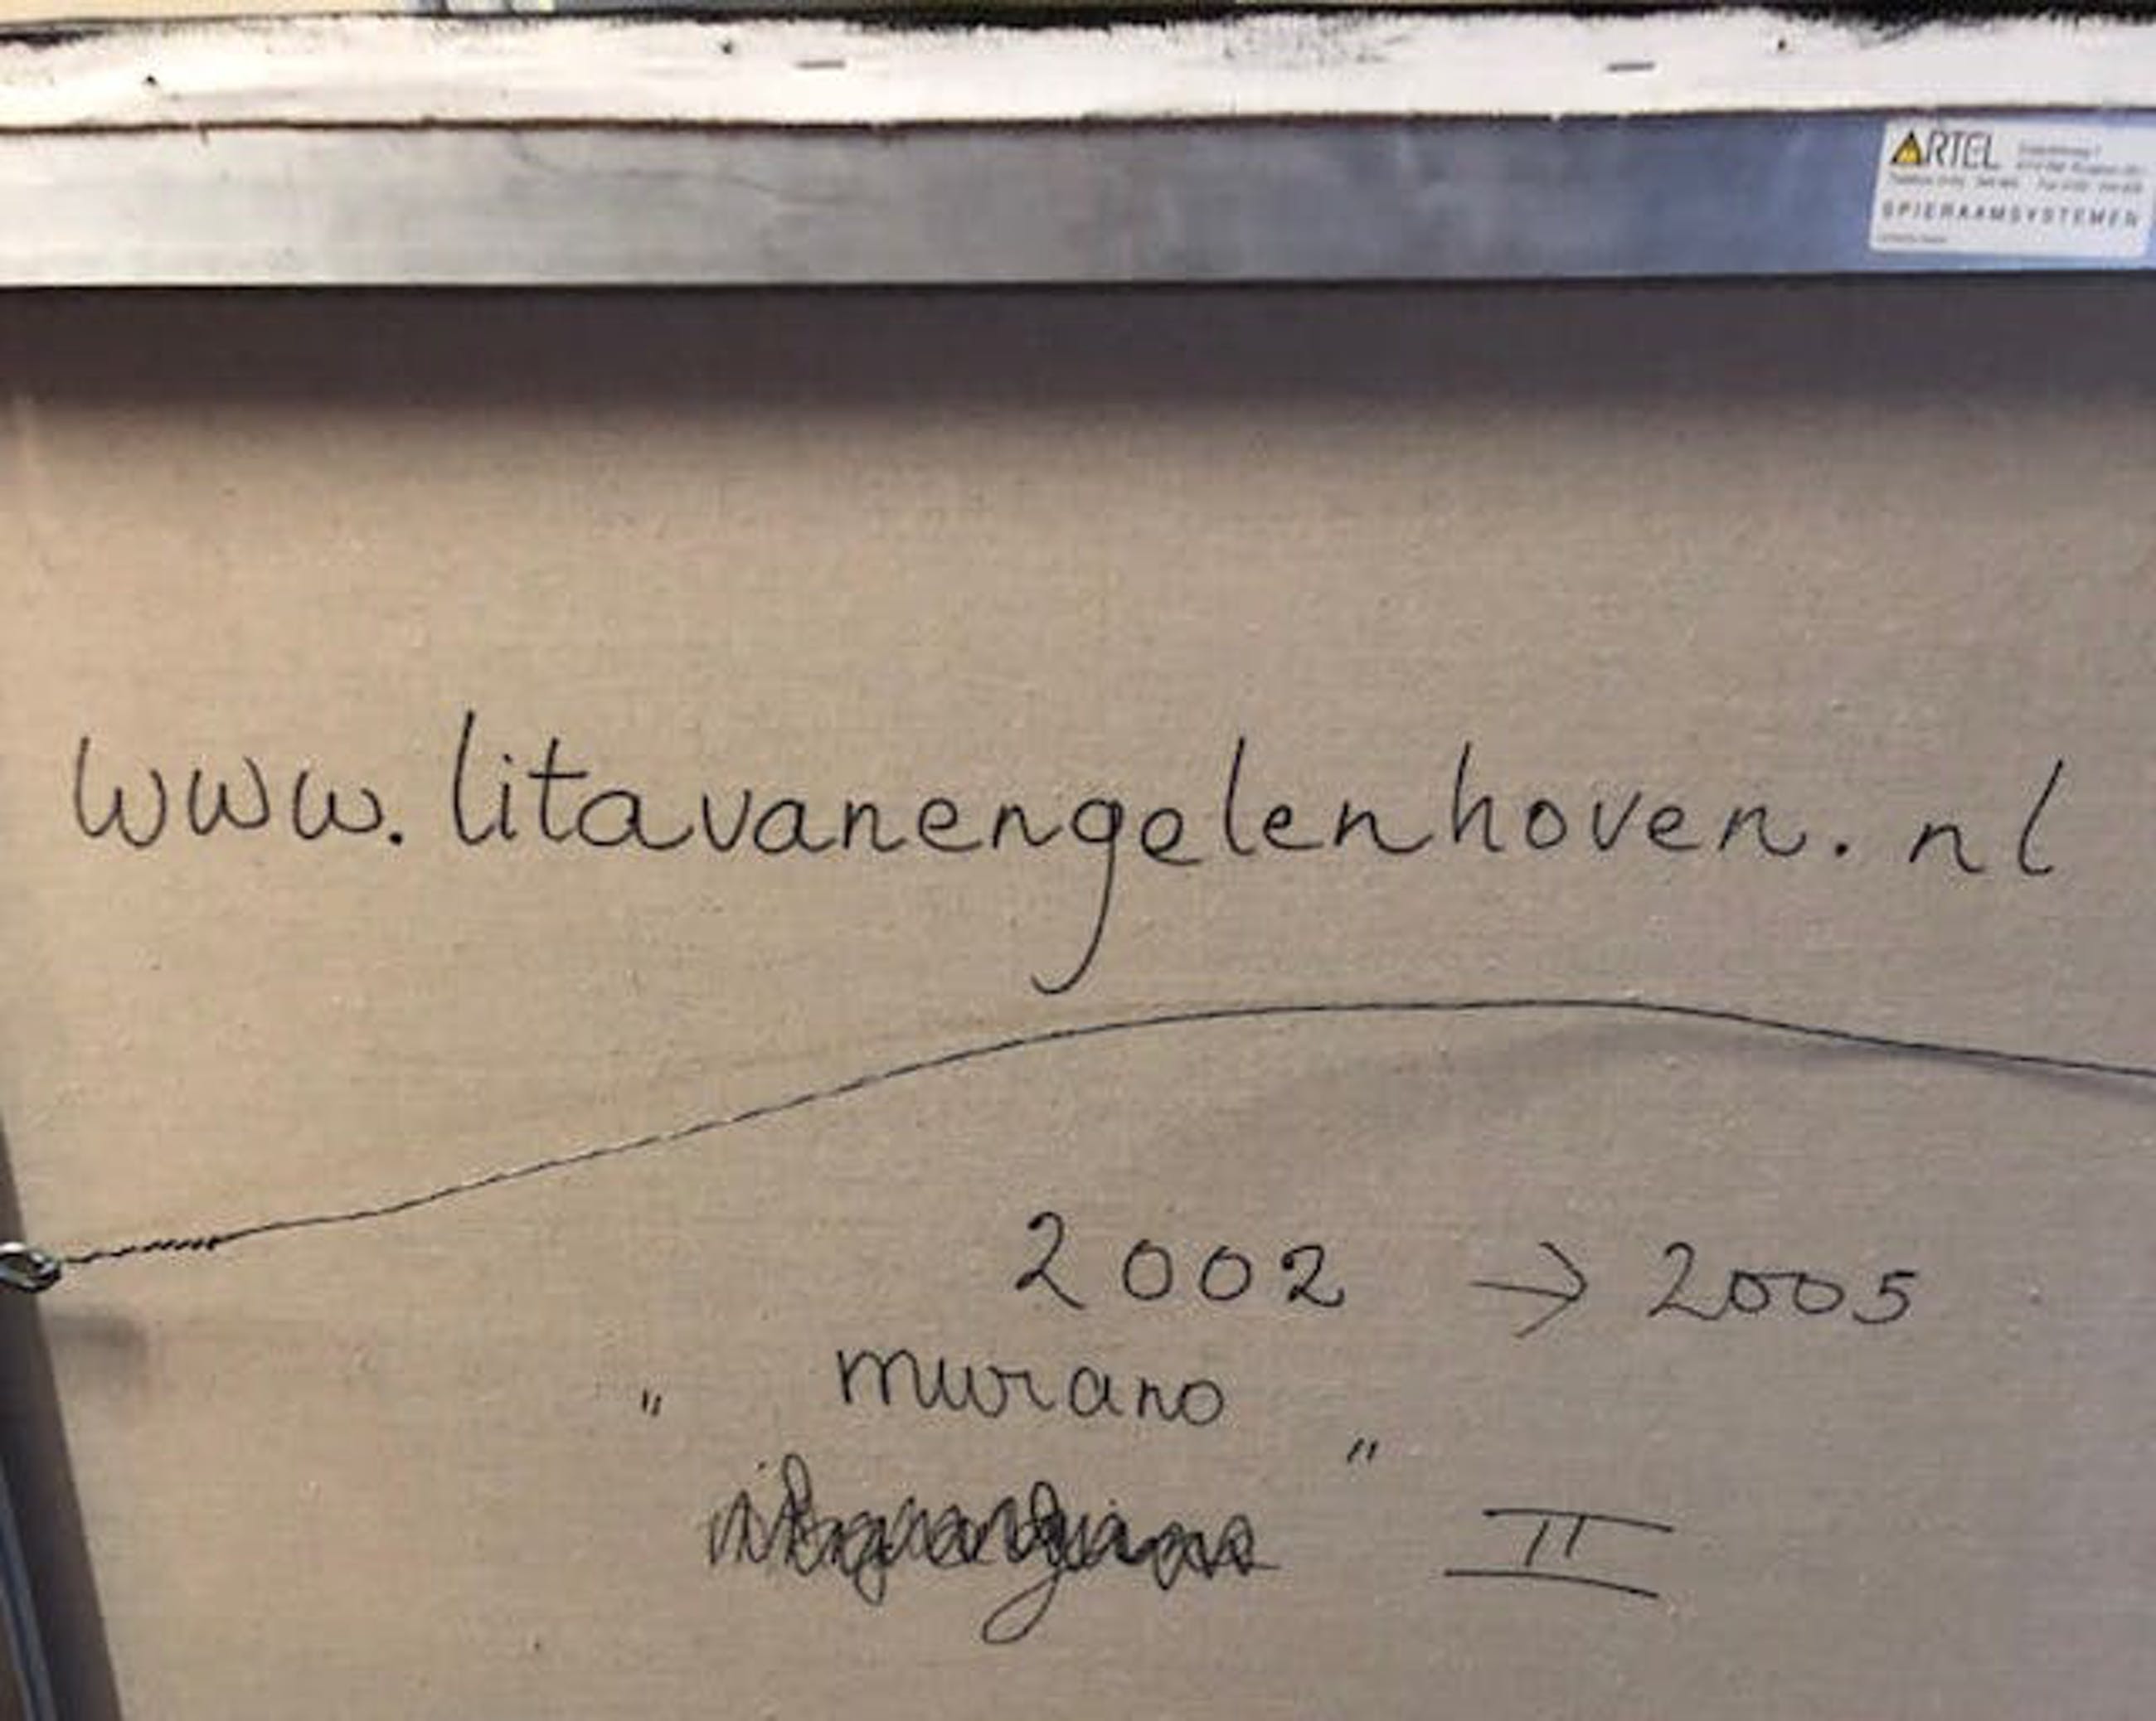 ARTEL
SPIERAAMSYSTEMEN
www.litavanengelenhoven.nl
2002 → 2005
" murano "
II